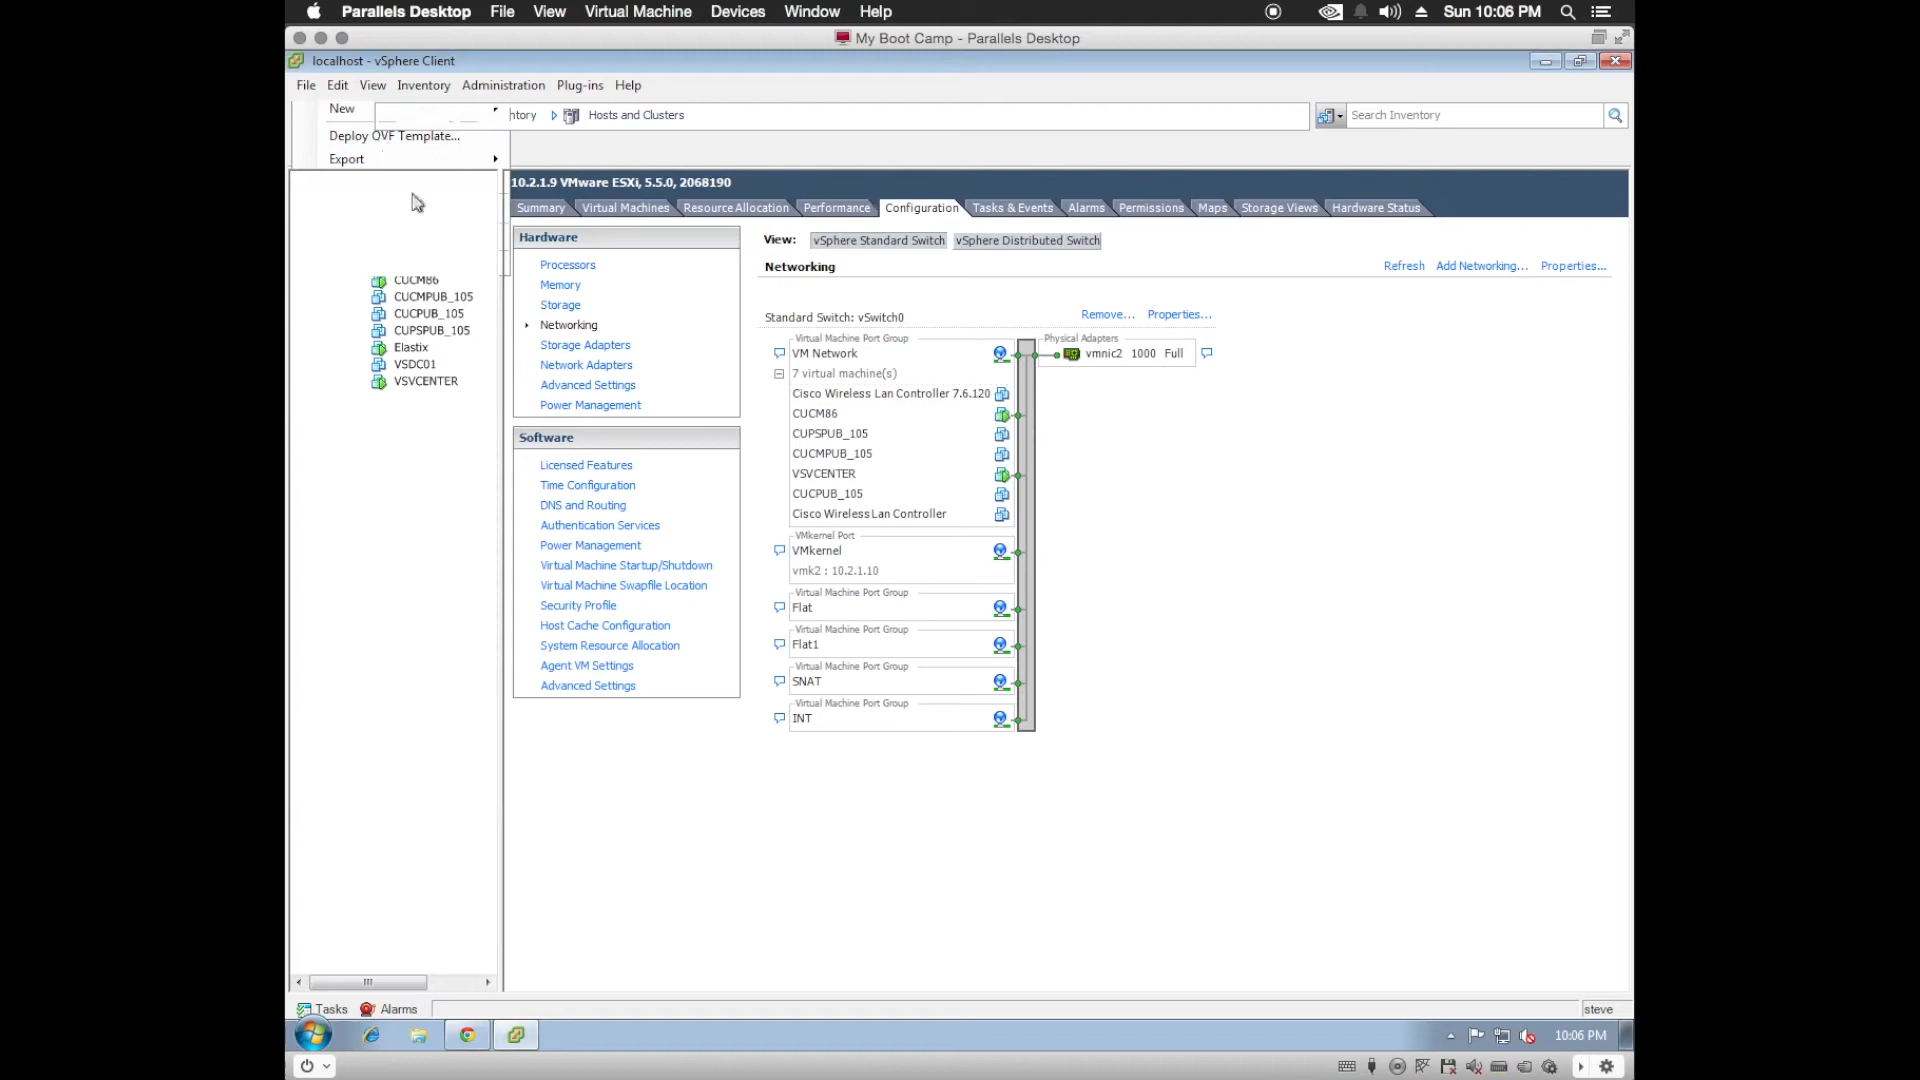 Parallels Desktop File View Virtual Machine Devices Window Help Sun 10:06 PM
My Boot Camp - Parallels Desktop
localhost - vSphere Client
File Edit View Inventory Administration Plug-ins Help
New
ntory Hosts and Clusters Search Inventory
Deploy OVF Template...
Export
10.2.1.9 VMware ESXi, 5.5.0, 2068190
Summary Virtual Machines Resource Allocation Performance Configuration Tasks & Events Alarms Permissions Maps Storage Views Hardware Status
CUCM86
CUCMPUB_105
CUCPUB_105
CUPSPUB_105
Elastix
VSDC01
VSVCENTER
Hardware
Processors
Memory
Storage
Networking
Storage Adapters
Network Adapters
Advanced Settings
Power Management
Software
Licensed Features
Time Configuration
DNS and Routing
Authentication Services
Power Management
Virtual Machine Startup/Shutdown
Virtual Machine Swapfile Location
Security Profile
Host Cache Configuration
System Resource Allocation
Agent VM Settings
Advanced Settings
View: vSphere Standard Switch vSphere Distributed Switch
Networking Refresh Add Networking... Properties...
Standard Switch: vSwitch0 Remove... Properties...
Virtual Machine Port Group
VM Network
7 virtual machine(s)
Cisco Wireless Lan Controller 7.6.120
CUCM86
CUPSPUB_105
CUCMPUB_105
VSVCENTER
CUCPUB_105
Cisco Wireless Lan Controller
Physical Adapters
vmnic2 1000 Full
VMkernel Port
VMkernel
vmk2 : 10.2.1.10
Virtual Machine Port Group
Flat
Virtual Machine Port Group
Flat1
Virtual Machine Port Group
SNAT
Virtual Machine Port Group
INT
Tasks Alarms steve
10:06 PM